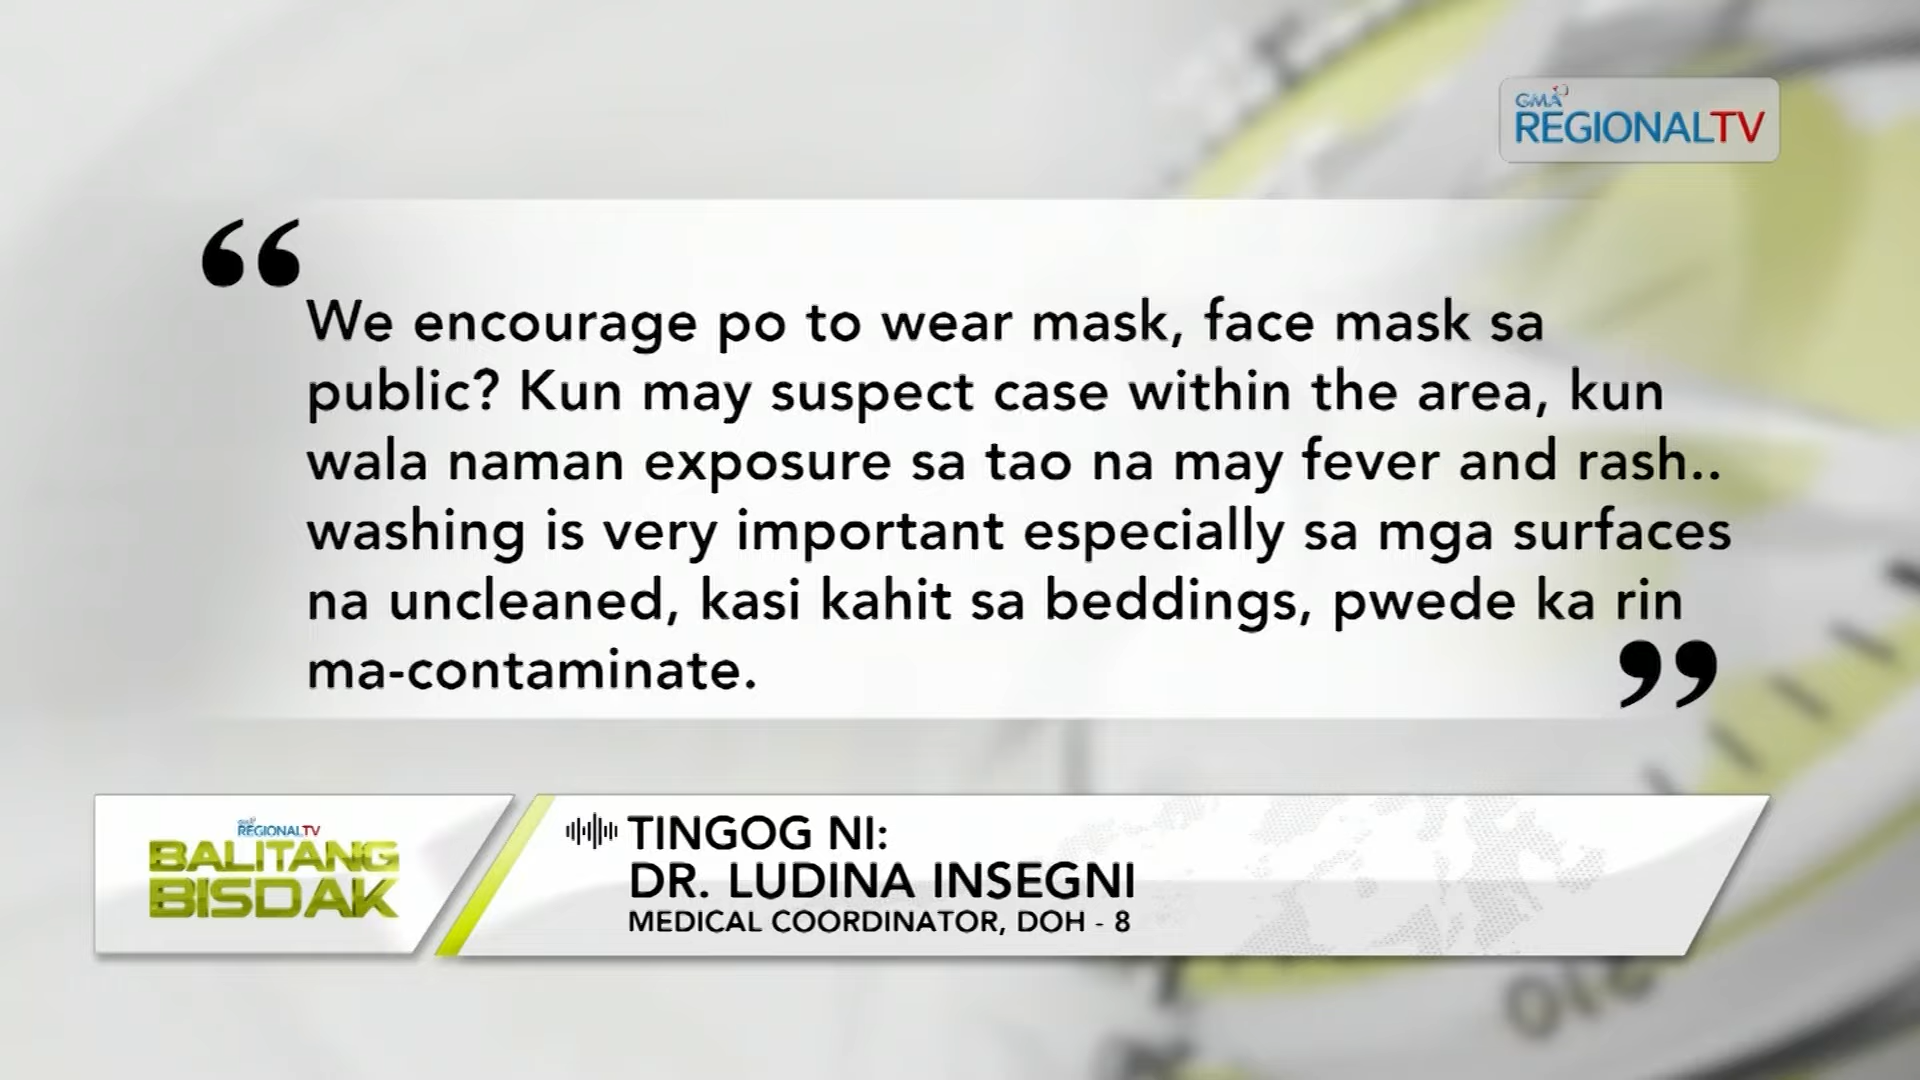 GMA
REGIONALTV
“
We encourage po to wear mask, face mask sa
public? Kun may suspect case within the area, kun
wala naman exposure sa tao na may fever and rash..
washing is very important especially sa mga surfaces
na uncleaned, kasi kahit sa beddings, pwede ka rin
ma-contaminate.
”
GMA
REGIONALTV
BALITANG
BISDAK
TINGOG NI:
DR. LUDINA INSEGNI
MEDICAL COORDINATOR, DOH - 8